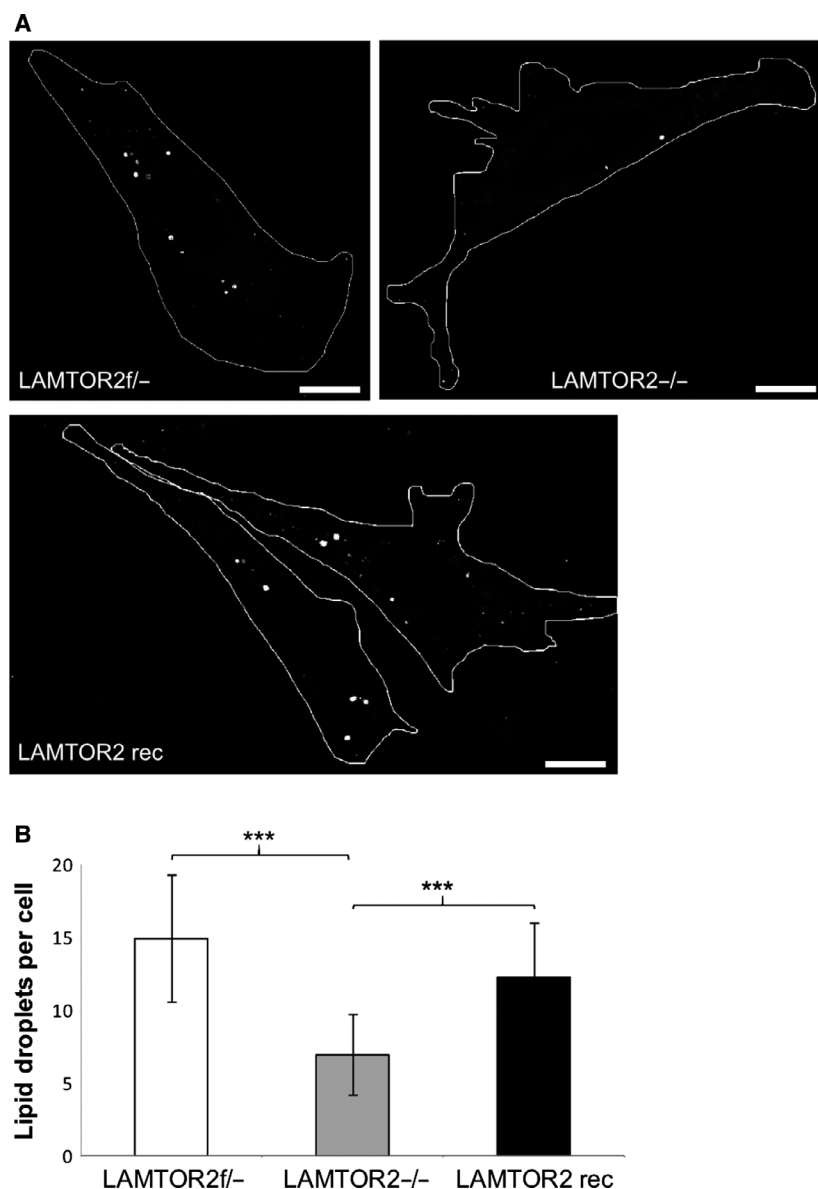 A
LAMTOR2f/–
LAMTOR2–/–
LAMTOR2 rec
B
***
***
Lipid droplets per cell
20
15
10
5
0
LAMTOR2f/–
LAMTOR2–/–
LAMTOR2 rec